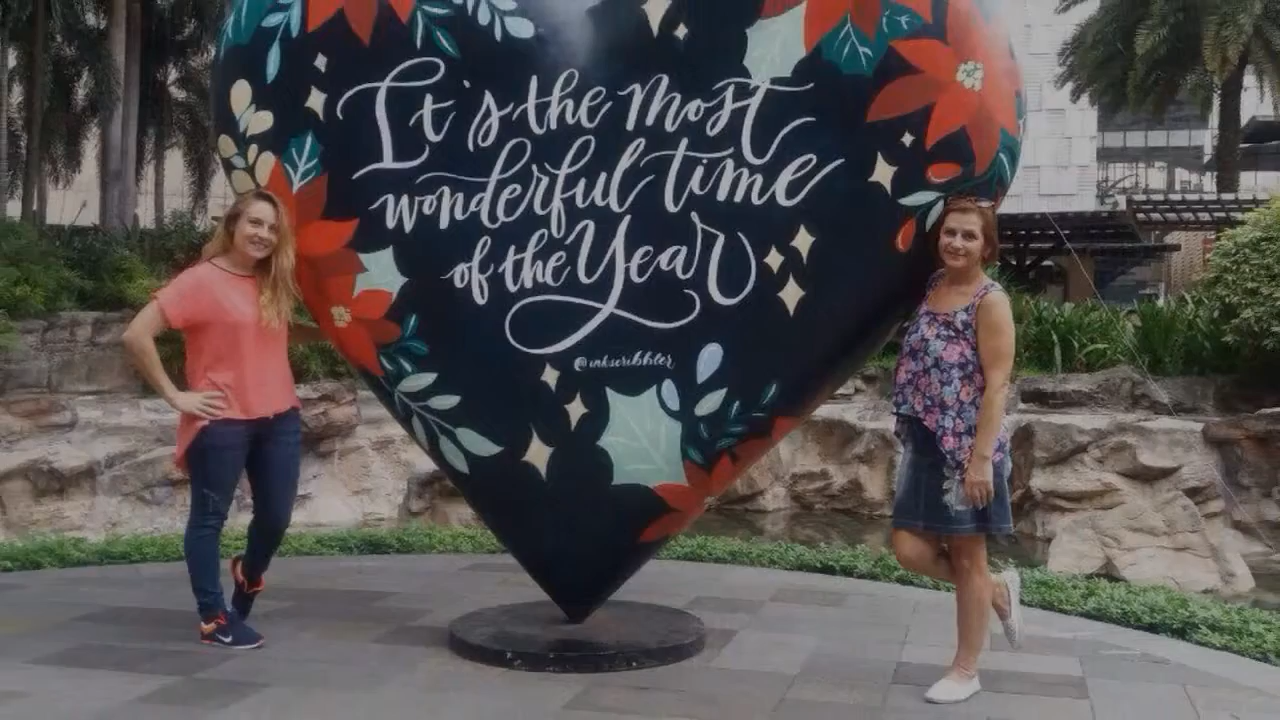 It's the most
wonderful time
of the Year
@inkscribbler